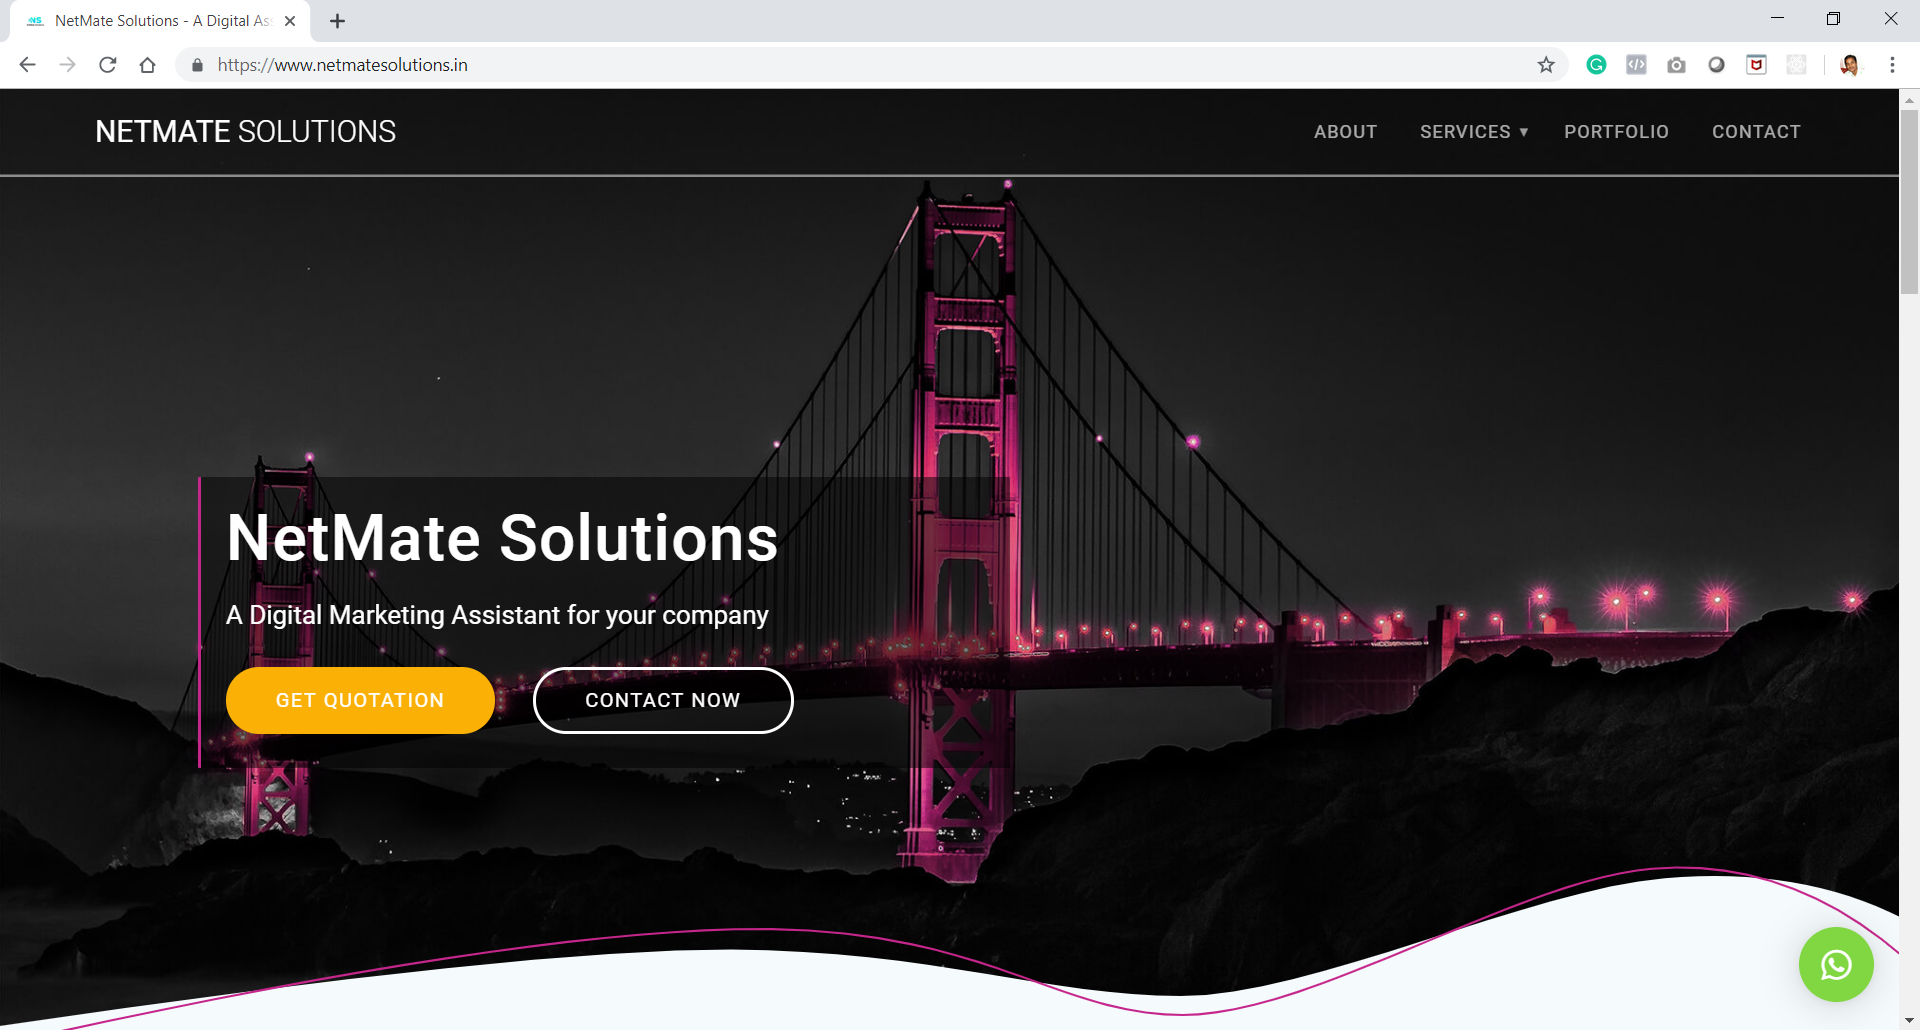 NetMate Solutions - A Digital As
https://www.netmatesolutions.in
NETMATE SOLUTIONS
ABOUT
SERVICES ▾
PORTFOLIO
CONTACT
NetMate Solutions
A Digital Marketing Assistant for your company
GET QUOTATION
CONTACT NOW